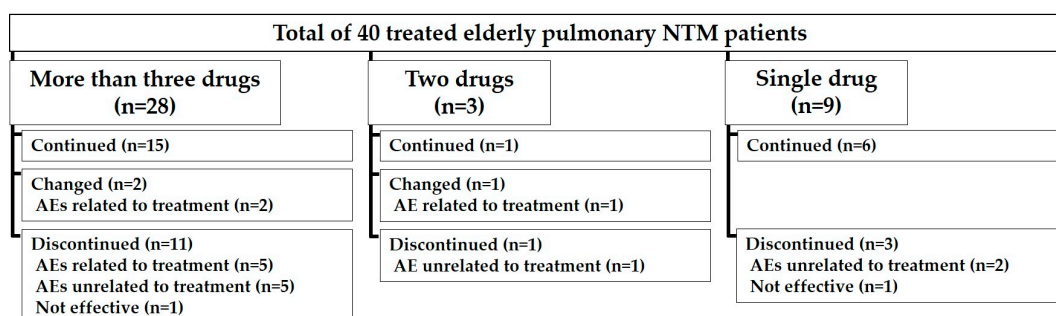 Total of 40 treated elderly pulmonary NTM patients
More than three drugs
(n=28)
Continued (n=15)
Changed (n=2)
AEs related to treatment (n=2)
Discontinued (n=11)
AEs related to treatment (n=5)
AEs unrelated to treatment (n=5)
Not effective (n=1)
Two drugs
(n=3)
Continued (n=1)
Changed (n=1)
AE related to treatment (n=1)
Discontinued (n=1)
AE unrelated to treatment (n=1)
Single drug
(n=9)
Continued (n=6)
Discontinued (n=3)
AEs unrelated to treatment (n=2)
Not effective (n=1)